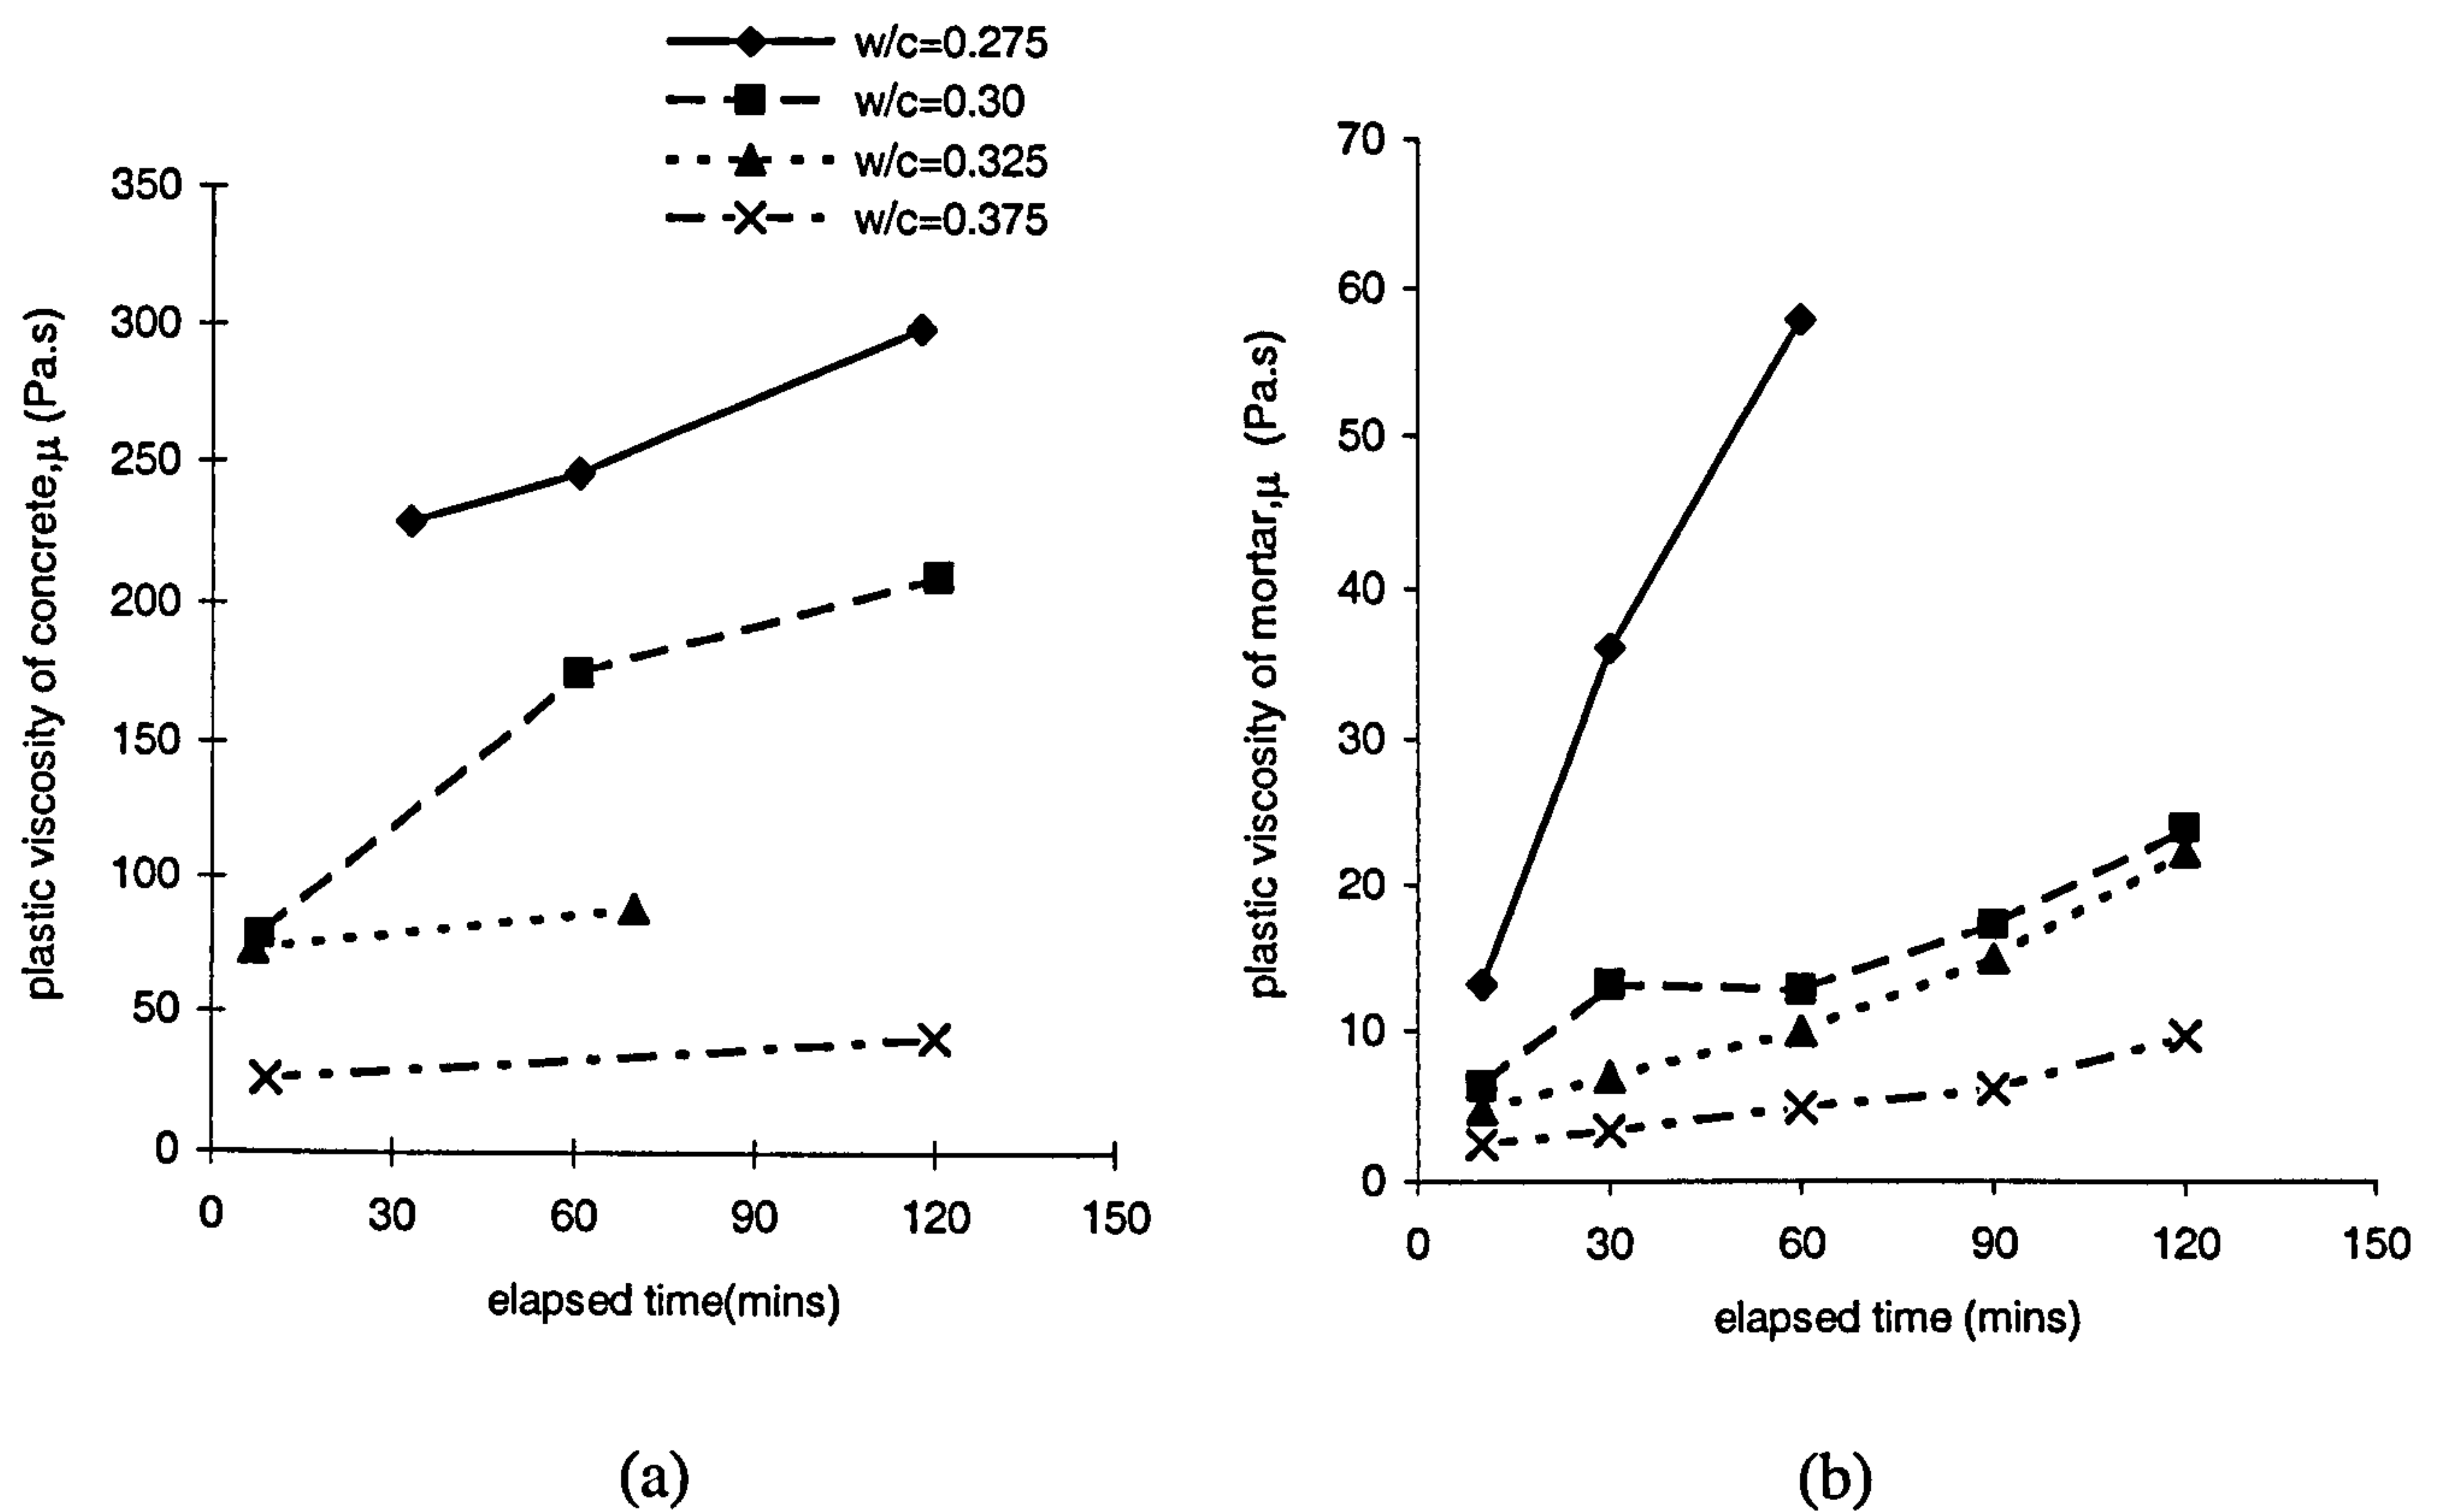 w/c=0.275
w/c=0.30
w/c=0.325
w/c=0.375
plastic viscosity of concrete,μ (Pa.s)
350
300
250
200
150
100
50
0
0 30 60 90 120 150
elapsed time(mins)
(a)
plastic viscosity of mortar,μ (Pa.s)
70
60
50
40
30
20
10
0
0 30 60 90 120 150
elapsed time (mins)
(b)